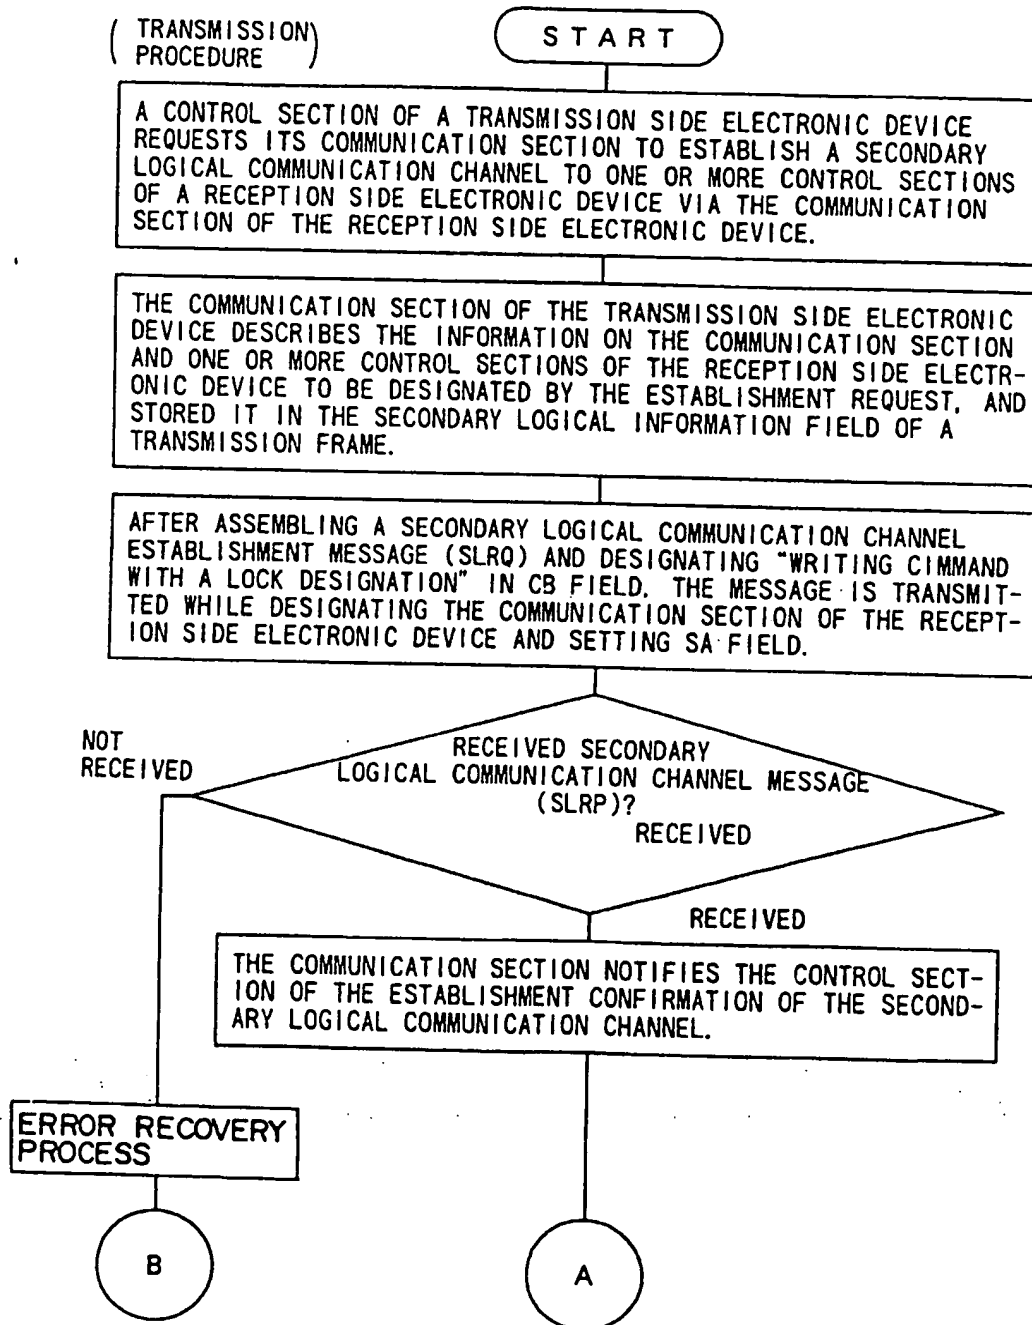 ( TRANSMISSION
PROCEDURE )
START
A CONTROL SECTION OF A TRANSMISSION SIDE ELECTRONIC DEVICE
REQUESTS ITS COMMUNICATION SECTION TO ESTABLISH A SECONDARY
LOGICAL COMMUNICATION CHANNEL TO ONE OR MORE CONTROL SECTIONS
OF A RECEPTION SIDE ELECTRONIC DEVICE VIA THE COMMUNICATION
SECTION OF THE RECEPTION SIDE ELECTRONIC DEVICE.
THE COMMUNICATION SECTION OF THE TRANSMISSION SIDE ELECTRONIC
DEVICE DESCRIBES THE INFORMATION ON THE COMMUNICATION SECTION
AND ONE OR MORE CONTROL SECTIONS OF THE RECEPTION SIDE ELECTR-
ONIC DEVICE TO BE DESIGNATED BY THE ESTABLISHMENT REQUEST, AND
STORED IT IN THE SECONDARY LOGICAL INFORMATION FIELD OF A
TRANSMISSION FRAME.
AFTER ASSEMBLING A SECONDARY LOGICAL COMMUNICATION CHANNEL
ESTABLISHMENT MESSAGE (SLRQ) AND DESIGNATING "WRITING CIMMAND
WITH A LOCK DESIGNATION" IN CB FIELD. THE MESSAGE IS TRANSMIT-
TED WHILE DESIGNATING THE COMMUNICATION SECTION OF THE RECEPT-
ION SIDE ELECTRONIC DEVICE AND SETTING SA FIELD.
NOT
RECEIVED
RECEIVED SECONDARY
LOGICAL COMMUNICATION CHANNEL MESSAGE
(SLRP)?
RECEIVED
RECEIVED
THE COMMUNICATION SECTION NOTIFIES THE CONTROL SECT-
ION OF THE ESTABLISHMENT CONFIRMATION OF THE SECOND-
ARY LOGICAL COMMUNICATION CHANNEL.
ERROR RECOVERY
PROCESS
B
A